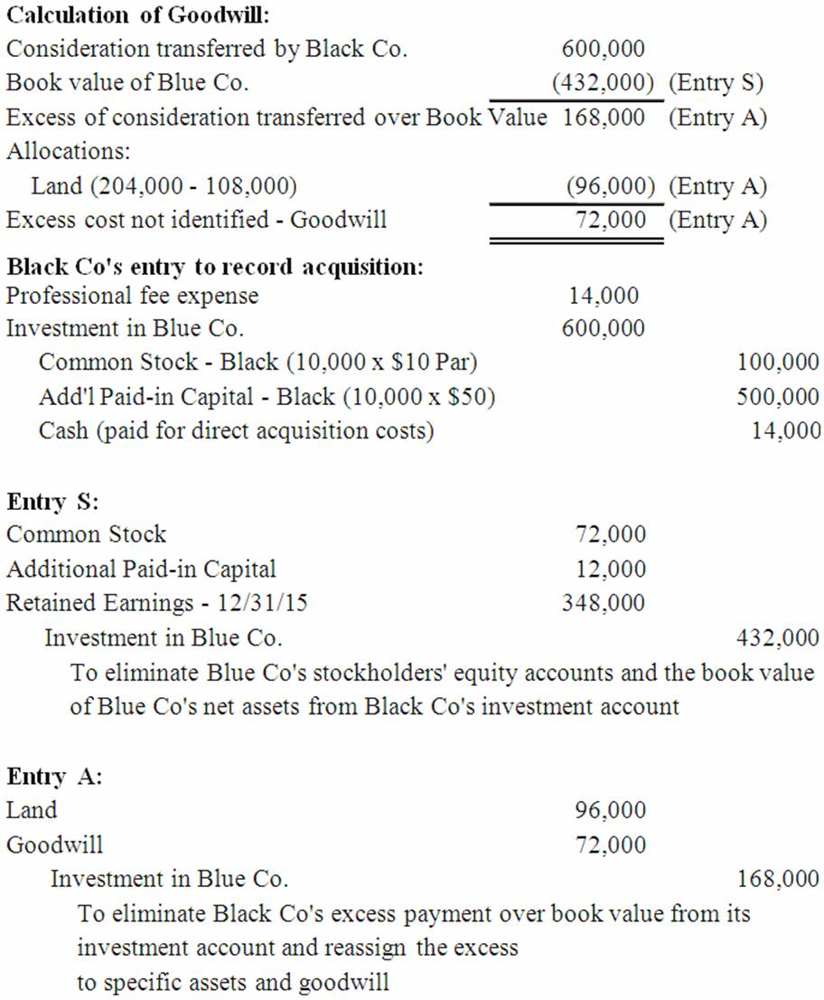 Calculation of Goodwill:
Consideration transferred by Black Co. 600,000
Book value of Blue Co. (432,000) (Entry S)
Excess of consideration transferred over Book Value 168,000 (Entry A)
Allocations:
Land (204,000 - 108,000) (96,000) (Entry A)
Excess cost not identified - Goodwill 72,000 (Entry A)
Black Co's entry to record acquisition:
Professional fee expense 14,000
Investment in Blue Co. 600,000
Common Stock - Black (10,000 x $10 Par) 100,000
Add'l Paid-in Capital - Black (10,000 x $50) 500,000
Cash (paid for direct acquisition costs) 14,000
Entry S:
Common Stock 72,000
Additional Paid-in Capital 12,000
Retained Earnings - 12/31/15 348,000
Investment in Blue Co. 432,000
To eliminate Blue Co's stockholders' equity accounts and the book value
of Blue Co's net assets from Black Co's investment account
Entry A:
Land 96,000
Goodwill 72,000
Investment in Blue Co. 168,000
To eliminate Black Co's excess payment over book value from its
investment account and reassign the excess
to specific assets and goodwill